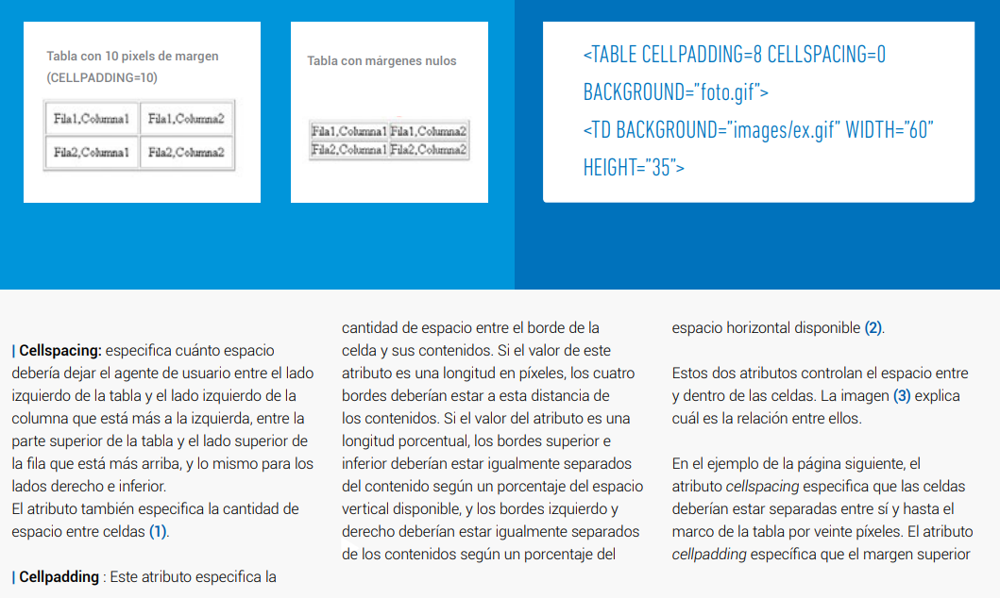 Tabla con 10 pixels de margen
(CELLPADDING=10)
Fila1,Columna1 Fila1,Columna2
Fila2,Columna1 Fila2,Columna2
Tabla con márgenes nulos
Fila1,Columna1 Fila1,Columna2
Fila2,Columna1 Fila2,Columna2
<TABLE CELLPADDING=8 CELLSPACING=0
BACKGROUND="foto.gif">
<TD BACKGROUND="images/ex.gif" WIDTH="60"
HEIGHT="35">
| Cellspacing: especifica cuánto espacio
debería dejar el agente de usuario entre el lado
izquierdo de la tabla y el lado izquierdo de la
columna que está más a la izquierda, entre la
parte superior de la tabla y el lado superior de
la fila que está más arriba, y lo mismo para los
lados derecho e inferior.
El atributo también especifica la cantidad de
espacio entre celdas (1).
| Cellpadding : Este atributo especifica la
cantidad de espacio entre el borde de la
celda y sus contenidos. Si el valor de este
atributo es una longitud en píxeles, los cuatro
bordes deberían estar a esta distancia de
los contenidos. Si el valor del atributo es una
longitud porcentual, los bordes superior e
inferior deberían estar igualmente separados
del contenido según un porcentaje del espacio
vertical disponible, y los bordes izquierdo y
derecho deberían estar igualmente separados
de los contenidos según un porcentaje del
espacio horizontal disponible (2).
Estos dos atributos controlan el espacio entre
y dentro de las celdas. La imagen (3) explica
cuál es la relación entre ellos.
En el ejemplo de la página siguiente, el
atributo cellspacing especifica que las celdas
deberían estar separadas entre sí y hasta el
marco de la tabla por veinte píxeles. El atributo
cellpadding específica que el margen superior